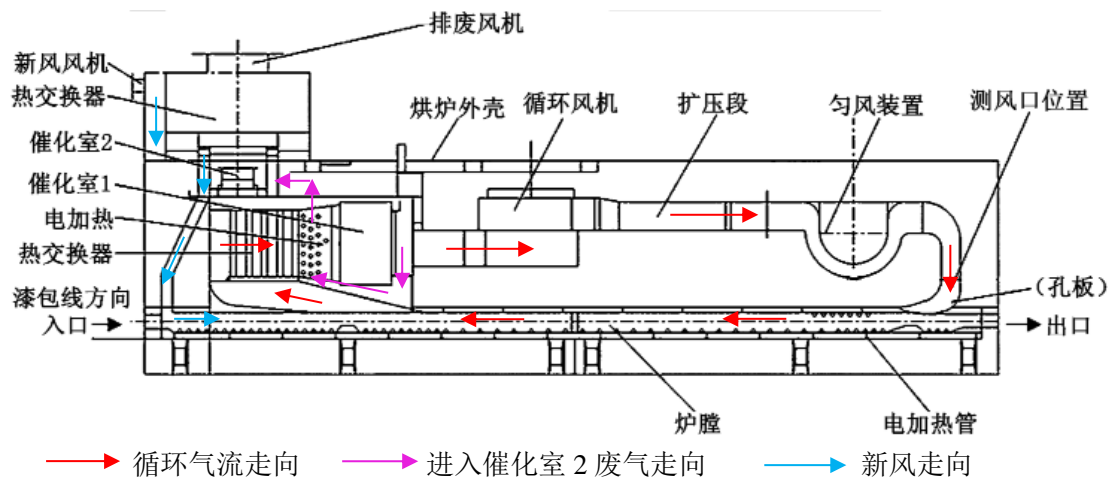 排废风机
新风风机
热交换器
催化室2
催化室1
电加热
热交换器
漆包线方向
入口
烘炉外壳
循环风机
扩压段
匀风装置
测风口位置
（孔板）
出口
炉膛
电加热管
循环气流走向
进入催化室 2 废气走向
新风走向